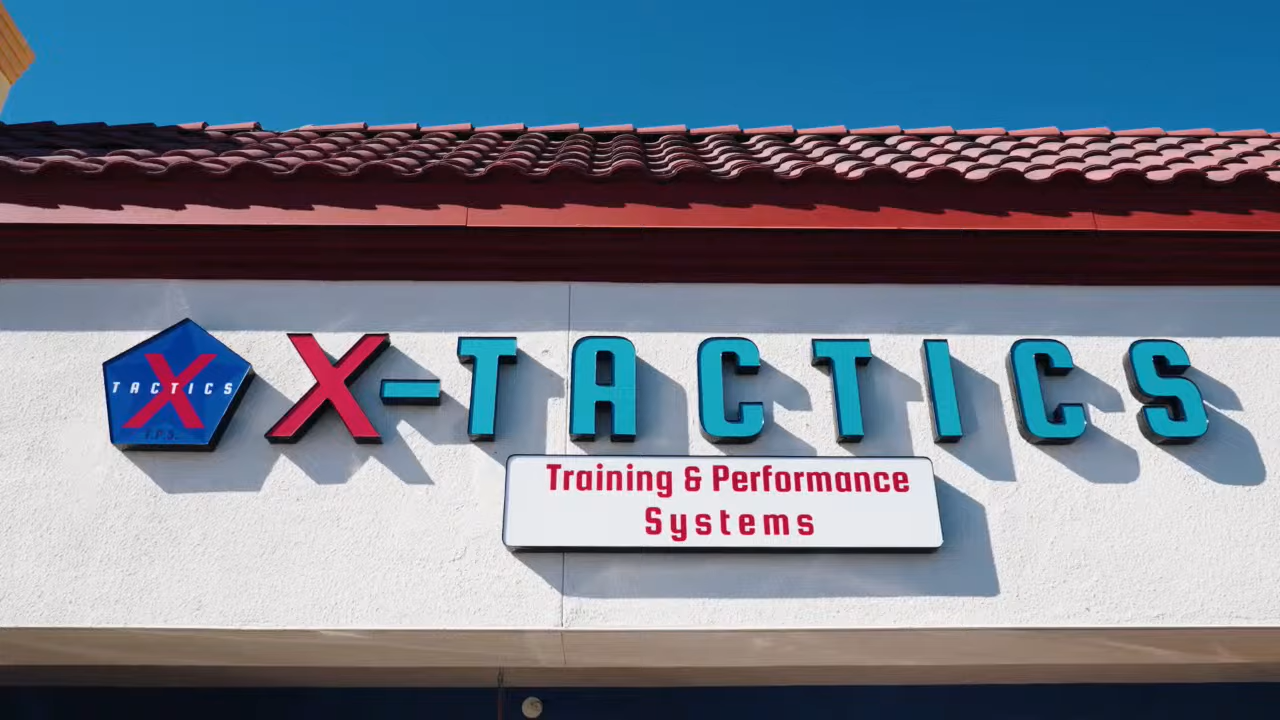 TACTICS
X
X-TACTICS
Training & Performance
Systems